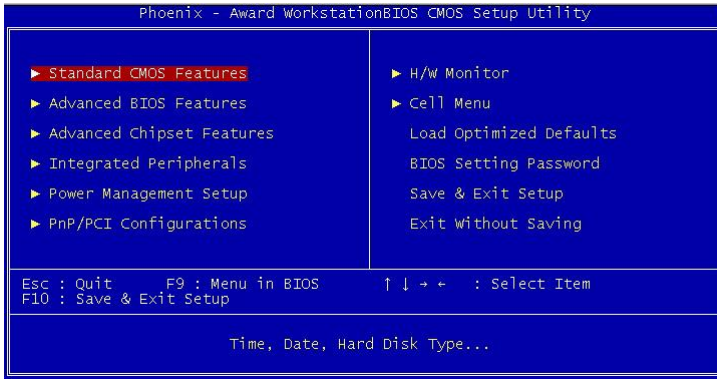 Phoenix - Award WorkstationBIOS CMOS Setup Utility
► Standard CMOS Features
► Advanced BIOS Features
► Advanced Chipset Features
► Integrated Peripherals
► Power Management Setup
► PnP/PCI Configurations
► H/W Monitor
► Cell Menu
Load Optimized Defaults
BIOS Setting Password
Save & Exit Setup
Exit Without Saving
Esc : Quit F9 : Menu in BIOS ↑ ↓ → ← : Select Item
F10 : Save & Exit Setup
Time, Date, Hard Disk Type...